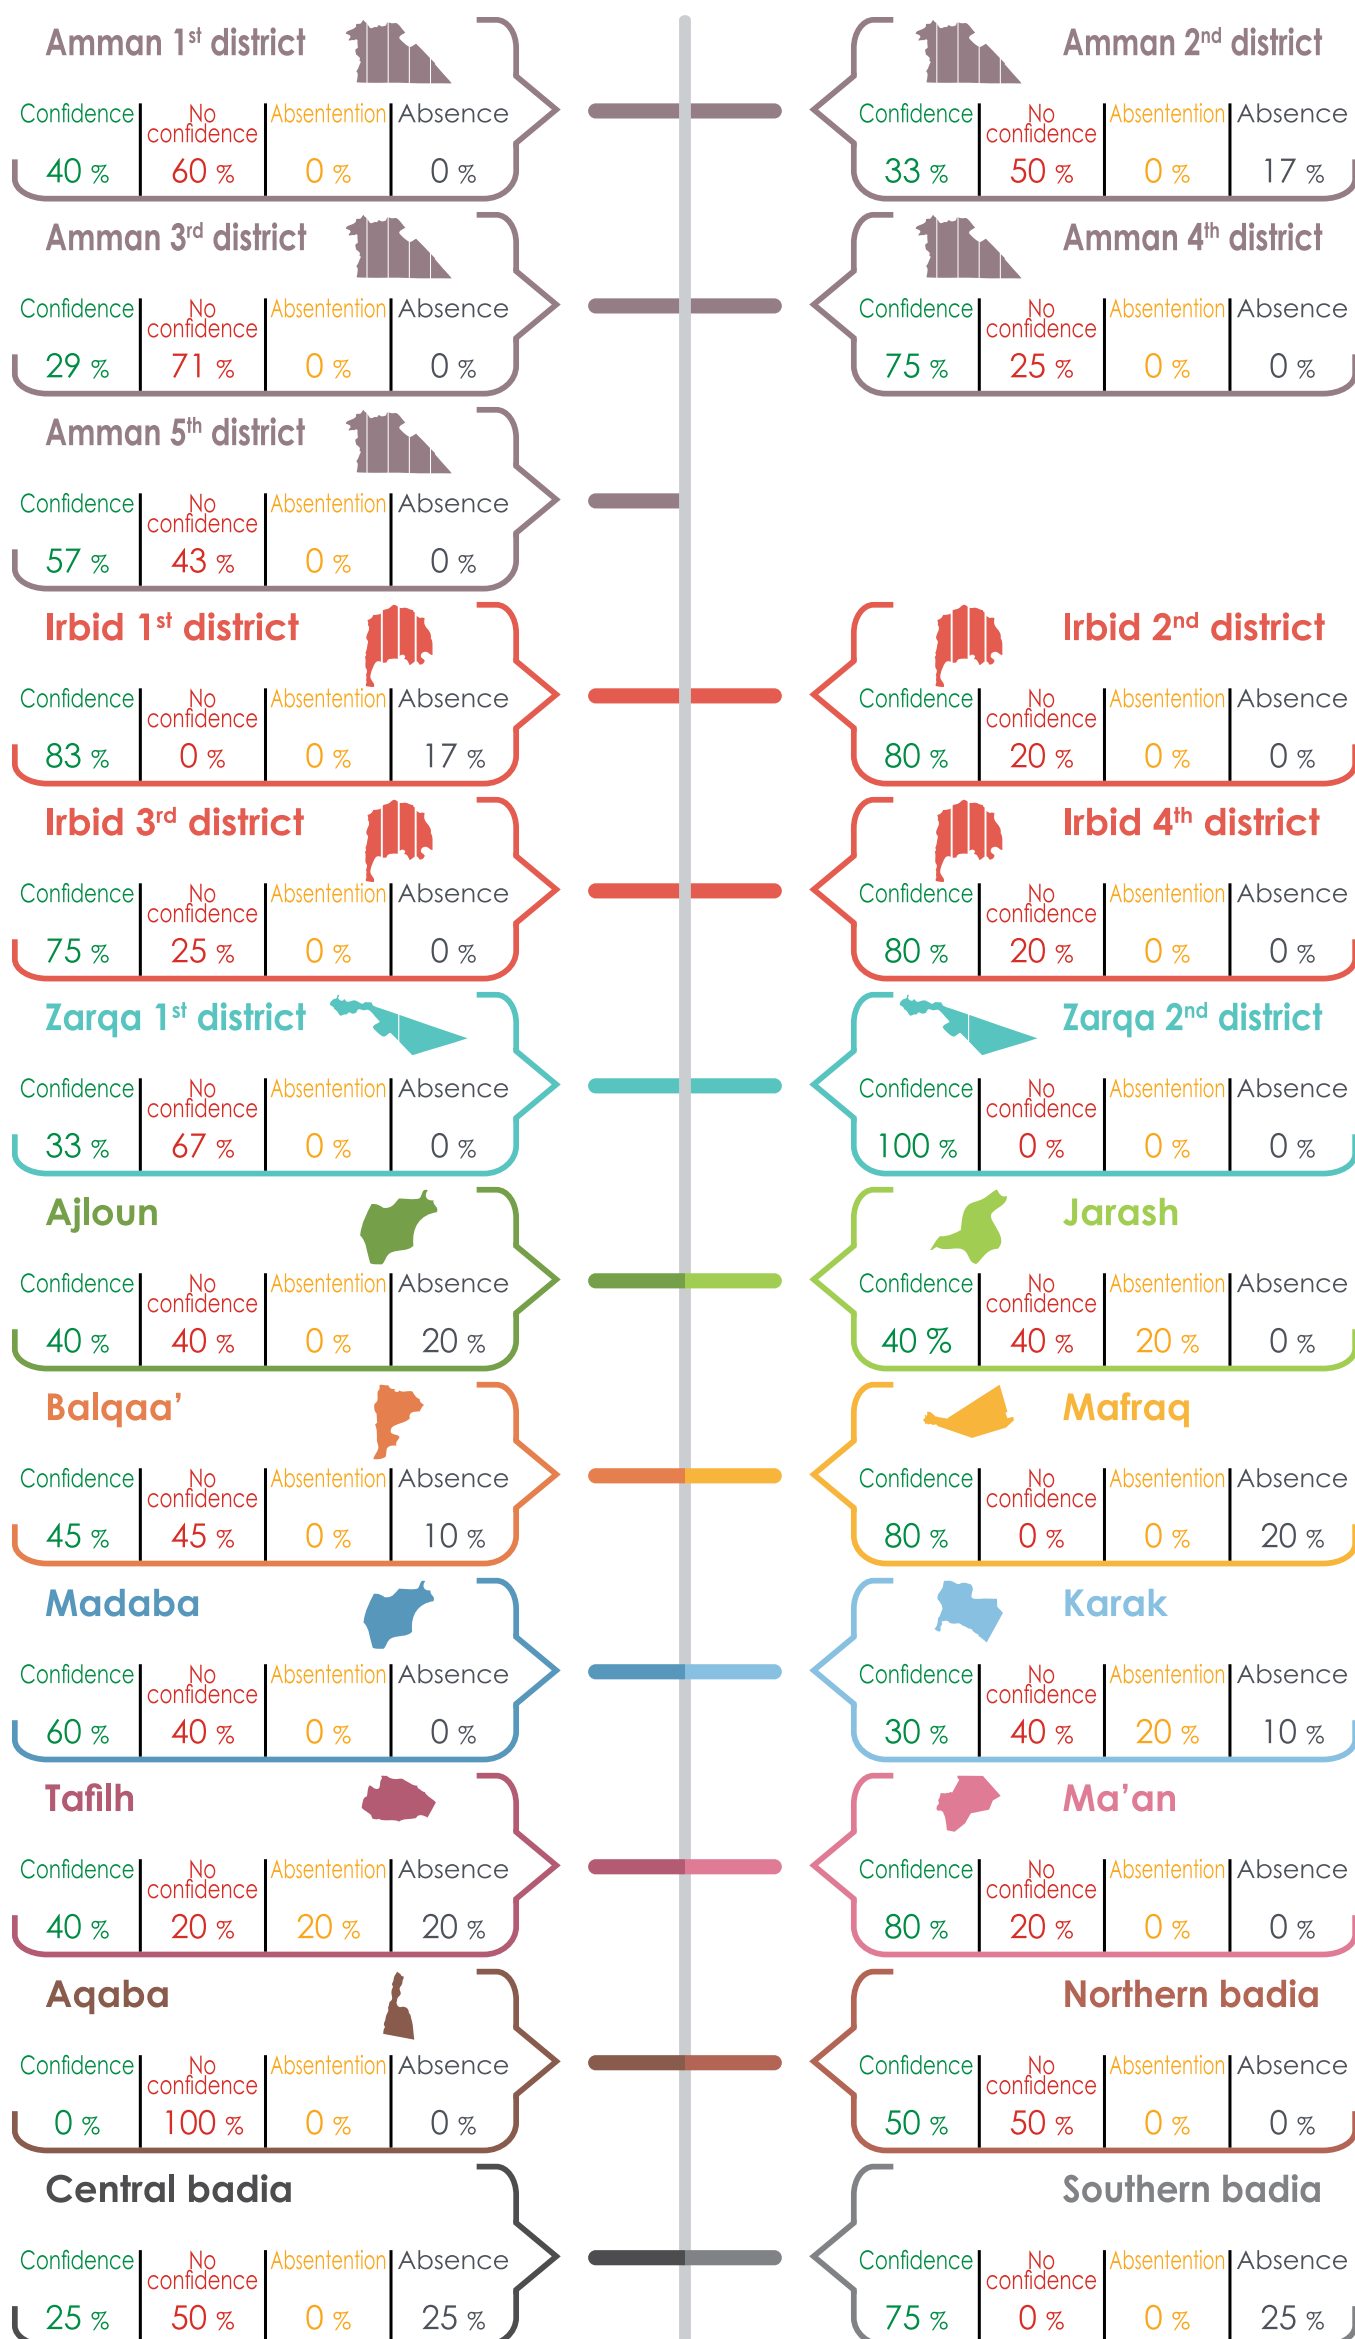 Amman 1st district
Confidence No confidence Absentention Absence
40 % 60 % 0 % 0 %
Amman 2nd district
Confidence No confidence Absentention Absence
33 % 50 % 0 % 17 %
Amman 3rd district
Confidence No confidence Absentention Absence
29 % 71 % 0 % 0 %
Amman 4th district
Confidence No confidence Absentention Absence
75 % 25 % 0 % 0 %
Amman 5th district
Confidence No confidence Absentention Absence
57 % 43 % 0 % 0 %
Irbid 1st district
Confidence No confidence Absentention Absence
83 % 0 % 0 % 17 %
Irbid 2nd district
Confidence No confidence Absentention Absence
80 % 20 % 0 % 0 %
Irbid 3rd district
Confidence No confidence Absentention Absence
75 % 25 % 0 % 0 %
Irbid 4th district
Confidence No confidence Absentention Absence
80 % 20 % 0 % 0 %
Zarqa 1st district
Confidence No confidence Absentention Absence
33 % 67 % 0 % 0 %
Zarqa 2nd district
Confidence No confidence Absentention Absence
100 % 0 % 0 % 0 %
Ajloun
Confidence No confidence Absentention Absence
40 % 40 % 0 % 20 %
Jarash
Confidence No confidence Absentention Absence
40 % 40 % 20 % 0 %
Balqaa’
Confidence No confidence Absentention Absence
45 % 45 % 0 % 10 %
Mafraq
Confidence No confidence Absentention Absence
80 % 0 % 0 % 20 %
Madaba
Confidence No confidence Absentention Absence
60 % 40 % 0 % 0 %
Karak
Confidence No confidence Absentention Absence
30 % 40 % 20 % 10 %
Tafilh
Confidence No confidence Absentention Absence
40 % 20 % 20 % 20 %
Ma’an
Confidence No confidence Absentention Absence
80 % 20 % 0 % 0 %
Aqaba
Confidence No confidence Absentention Absence
0 % 100 % 0 % 0 %
Northern badia
Confidence No confidence Absentention Absence
50 % 50 % 0 % 0 %
Central badia
Confidence No confidence Absentention Absence
25 % 50 % 0 % 25 %
Southern badia
Confidence No confidence Absentention Absence
75 % 0 % 0 % 25 %